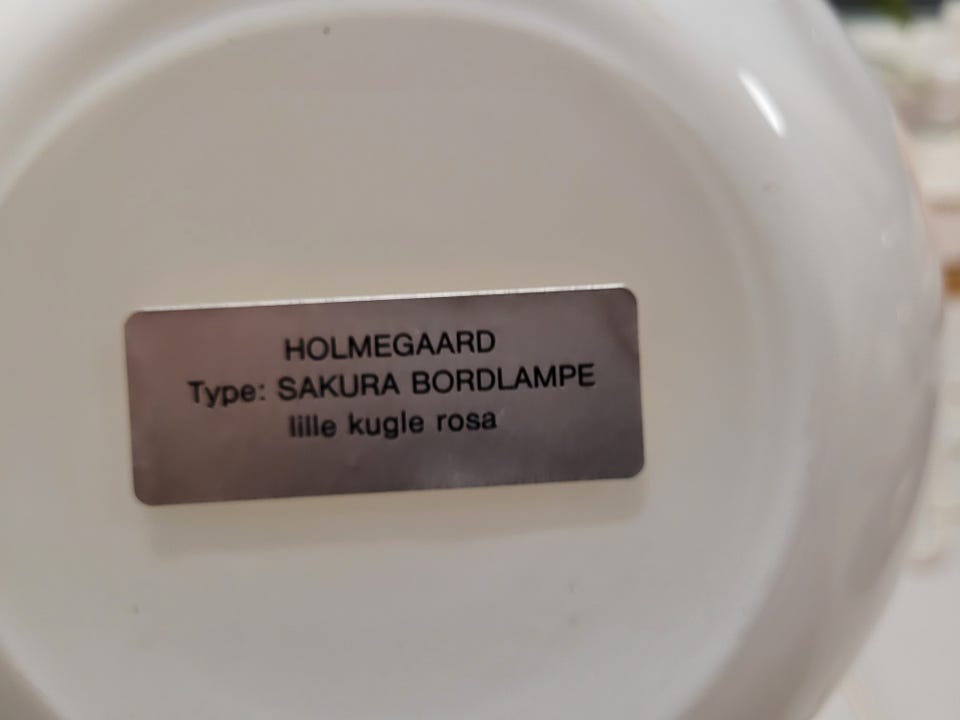 HOLMEGAARD
Type: SAKURA BORDLAMPE
lille kugle rosa